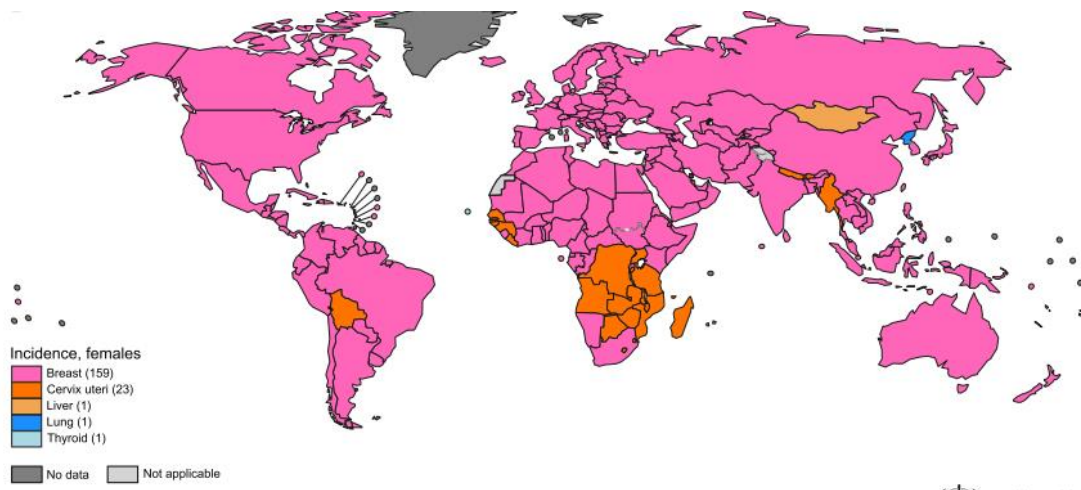 Incidence, females
Breast (159)
Cervix uteri (23)
Liver (1)
Lung (1)
Thyroid (1)
No data
Not applicable